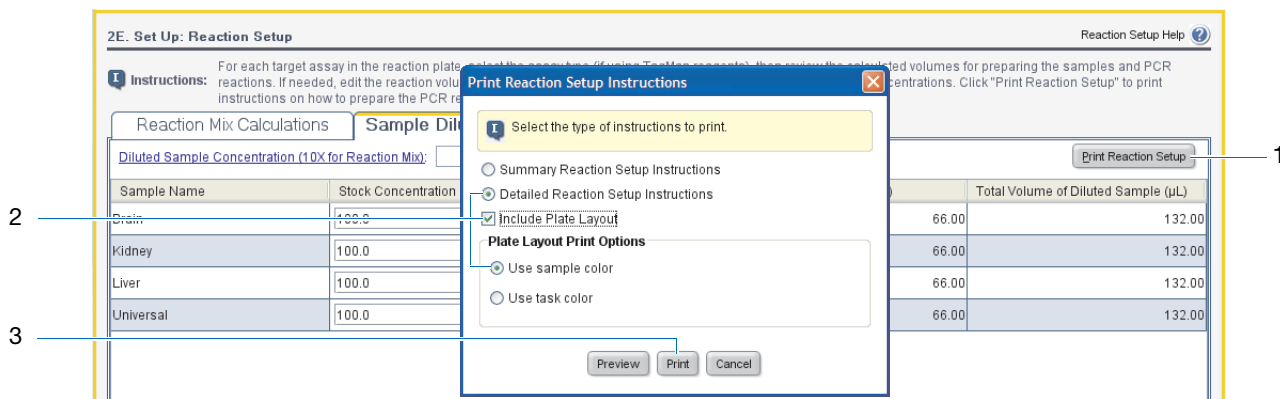 2E. Set Up: Reaction Setup
Reaction Setup Help
Instructions: For each target assay in the reaction plate, select the assay type (if using TaqMan reagents), then review the calculated volumes for preparing the samples and PCR
reactions. If needed, edit the reaction volu centrations. Click "Print Reaction Setup" to print
instructions on how to prepare the PCR re
Reaction Mix Calculations
Sample Dilu
Diluted Sample Concentration (10X for Reaction Mix):
Print Reaction Setup
1
Sample Name Stock Concentration ) Total Volume of Diluted Sample (µL)
2
Brain 100.0 66.00 132.00
Kidney 100.0 66.00 132.00
Liver 100.0 66.00 132.00
Universal 100.0 66.00 132.00
3
Print Reaction Setup Instructions
Select the type of instructions to print.
Summary Reaction Setup Instructions
Detailed Reaction Setup Instructions
Include Plate Layout
Plate Layout Print Options
Use sample color
Use task color
Preview Print Cancel